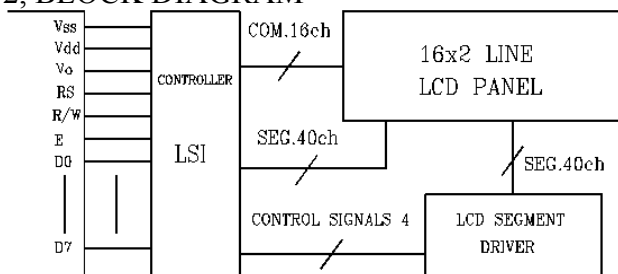 2, BLOCK DIAGRAM
Vss
Vdd
Vo
RS
R/W
E
D0
D7
CONTROLLER
LSI
COM.16ch
SEG.40ch
CONTROL SIGNALS 4
16x2 LINE
LCD PANEL
SEG.40ch
LCD SEGMENT
DRIVER